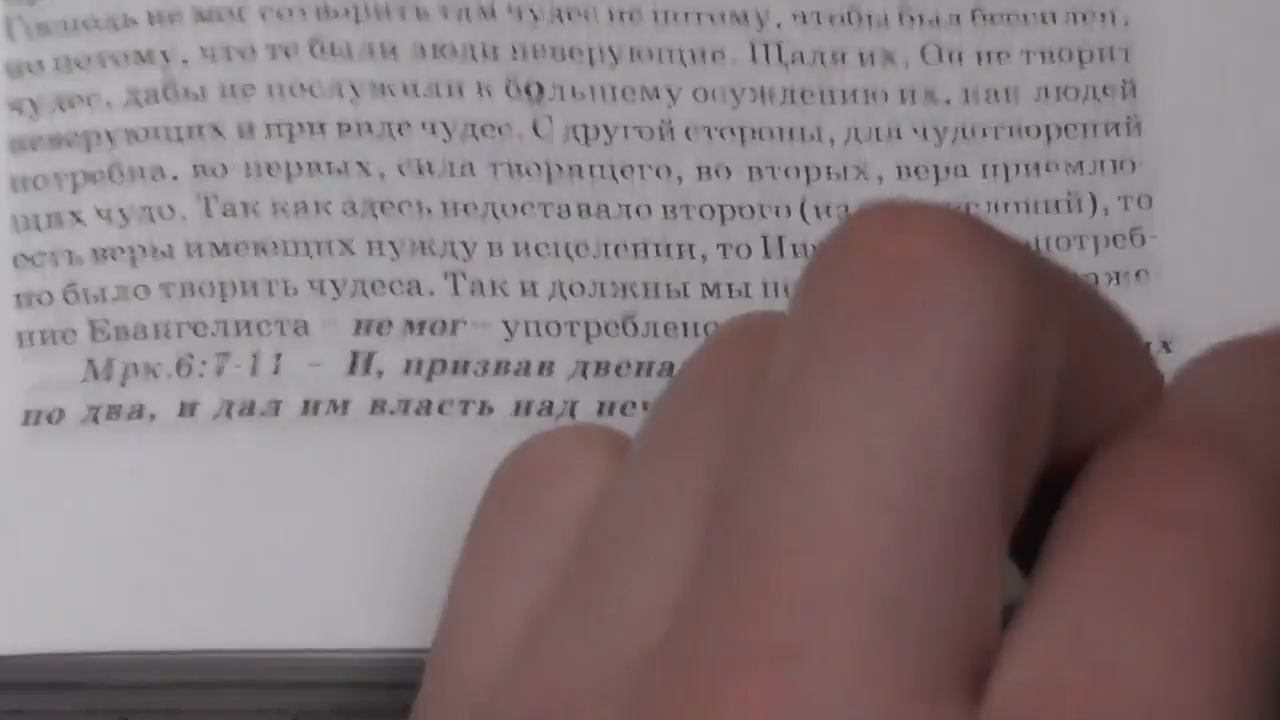 Господь не мог сотворить там чудес не потому, чтобы был бессилен,
но потому, что те были люди неверующие. Щадя их, Он не творит
чудес, дабы не послужили к большему осуждению их, как людей
неверующих и при виде чудес. С другой стороны, для чудотворений
потребна, во первых, сила творящего, во вторых, вера приемлю-
щих чудо. Так как здесь недоставало второго (из), то
есть веры имеющих нужду в исцелении, то потреб-
но было творить чудеса. Так и должны мы
ние Евангелиста - не мог - употреблено
Мрк.6:7-11 - И, призвав
по два, и дал им власть над